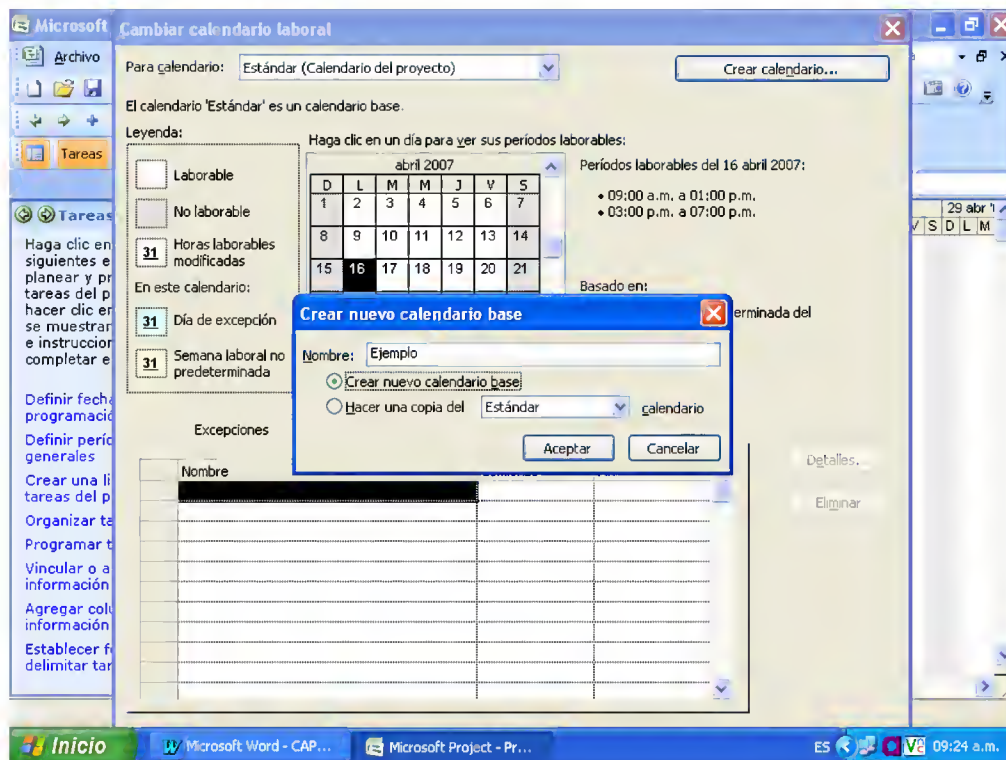 Microsoft
Cambiar calendario laboral
Archivo
Para calendario: Estándar (Calendario del proyecto)
Crear calendario...
El calendario 'Estándar' es un calendario base.
Leyenda:
Laborable
No laborable
31 Horas laborables modificadas
En este calendario:
31 Día de excepción
31 Semana laboral no predeterminada
Haga clic en un día para ver sus períodos laborables:
abril 2007
D L M M J V S
1 2 3 4 5 6 7
8 9 10 11 12 13 14
15 16 17 18 19 20 21
Períodos laborables del 16 abril 2007:
• 09:00 a.m. a 01:00 p.m.
• 03:00 p.m. a 07:00 p.m.
Basado en:
erminada del
Crear nuevo calendario base
Nombre: Ejemplo
Crear nuevo calendario base
Hacer una copia del Estándar calendario
Aceptar Cancelar
Excepciones
Nombre
Detalles.
Eliminar
Tareas
Tareas
Haga clic en
siguientes e
planear y pr
tareas del p
hacer clic en
se muestrar
e instruccior
completar e
Definir fecha
programació
Definir perío
generales
Crear una li
tareas del p
Organizar ta
Programar t
Vincular o a
información
Agregar colu
información
Establecer f
delimitar tar
29 abr '
V S D L M
Inicio
Microsoft Word - CAP...
Microsoft Project - Pr...
ES
09:24 a.m.